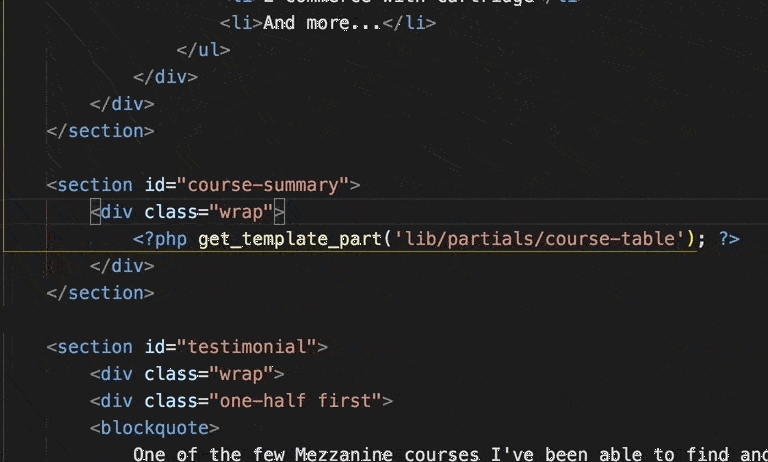 <li>E-commerce with Cartridge</li>
<li>And more...</li>
</ul>
</div>
</div>
</section>
<section id="course-summary">
<div class="wrap">
<?php get_template_part('lib/partials/course-table'); ?>
</div>
</section>
<section id="testimonial">
<div class="wrap">
<div class="one-half first">
<blockquote>
One of the few Mezzanine courses I've been able to find and